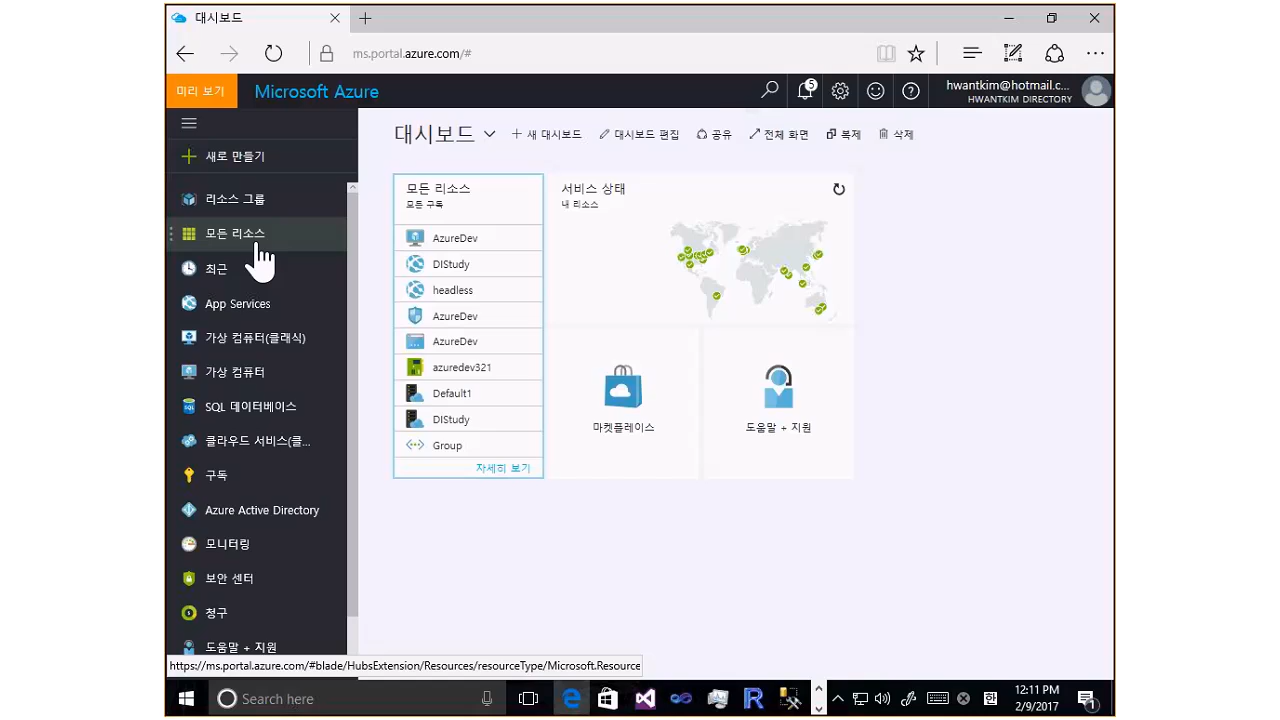 대시보드
ms.portal.azure.com/#
미리 보기
Microsoft Azure
5
hwantkim@hotmail.c...
HWANTKIM DIRECTORY
새로 만들기
리소스 그룹
모든 리소스
최근
App Services
가상 컴퓨터(클래식)
가상 컴퓨터
SQL 데이터베이스
클라우드 서비스(클...
구독
Azure Active Directory
모니터링
보안 센터
청구
도움말 + 지원
대시보드
+ 새 대시보드
대시보드 편집
공유
전체 화면
복제
삭제
모든 리소스
모든 구독
AzureDev
DIStudy
headless
AzureDev
AzureDev
azuredev321
Default1
DIStudy
Group
자세히 보기
서비스 상태
내 리소스
마켓플레이스
도움말 + 지원
https://ms.portal.azure.com/#blade/HubsExtension/Resources/resourceType/Microsoft.Resource
Search here
한
12:11 PM
2/9/2017
1